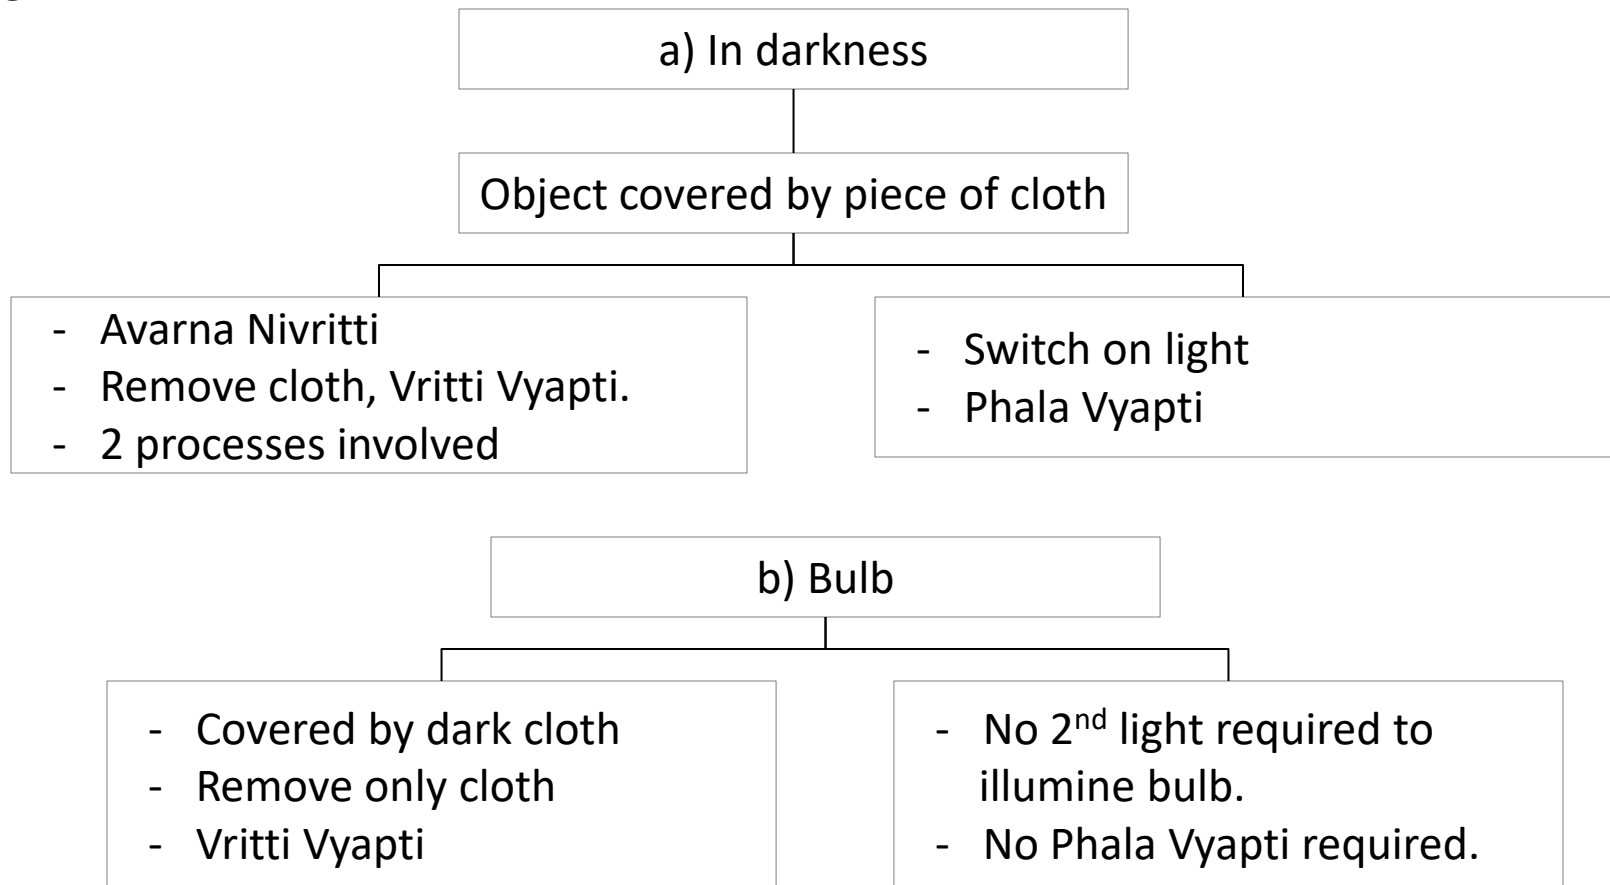 a) In darkness
Object covered by piece of cloth
- Avarna Nivritti
- Remove cloth, Vritti Vyapti.
- 2 processes involved
- Switch on light
- Phala Vyapti
b) Bulb
- Covered by dark cloth
- Remove only cloth
- Vritti Vyapti
- No 2nd light required to
illumine bulb.
- No Phala Vyapti required.